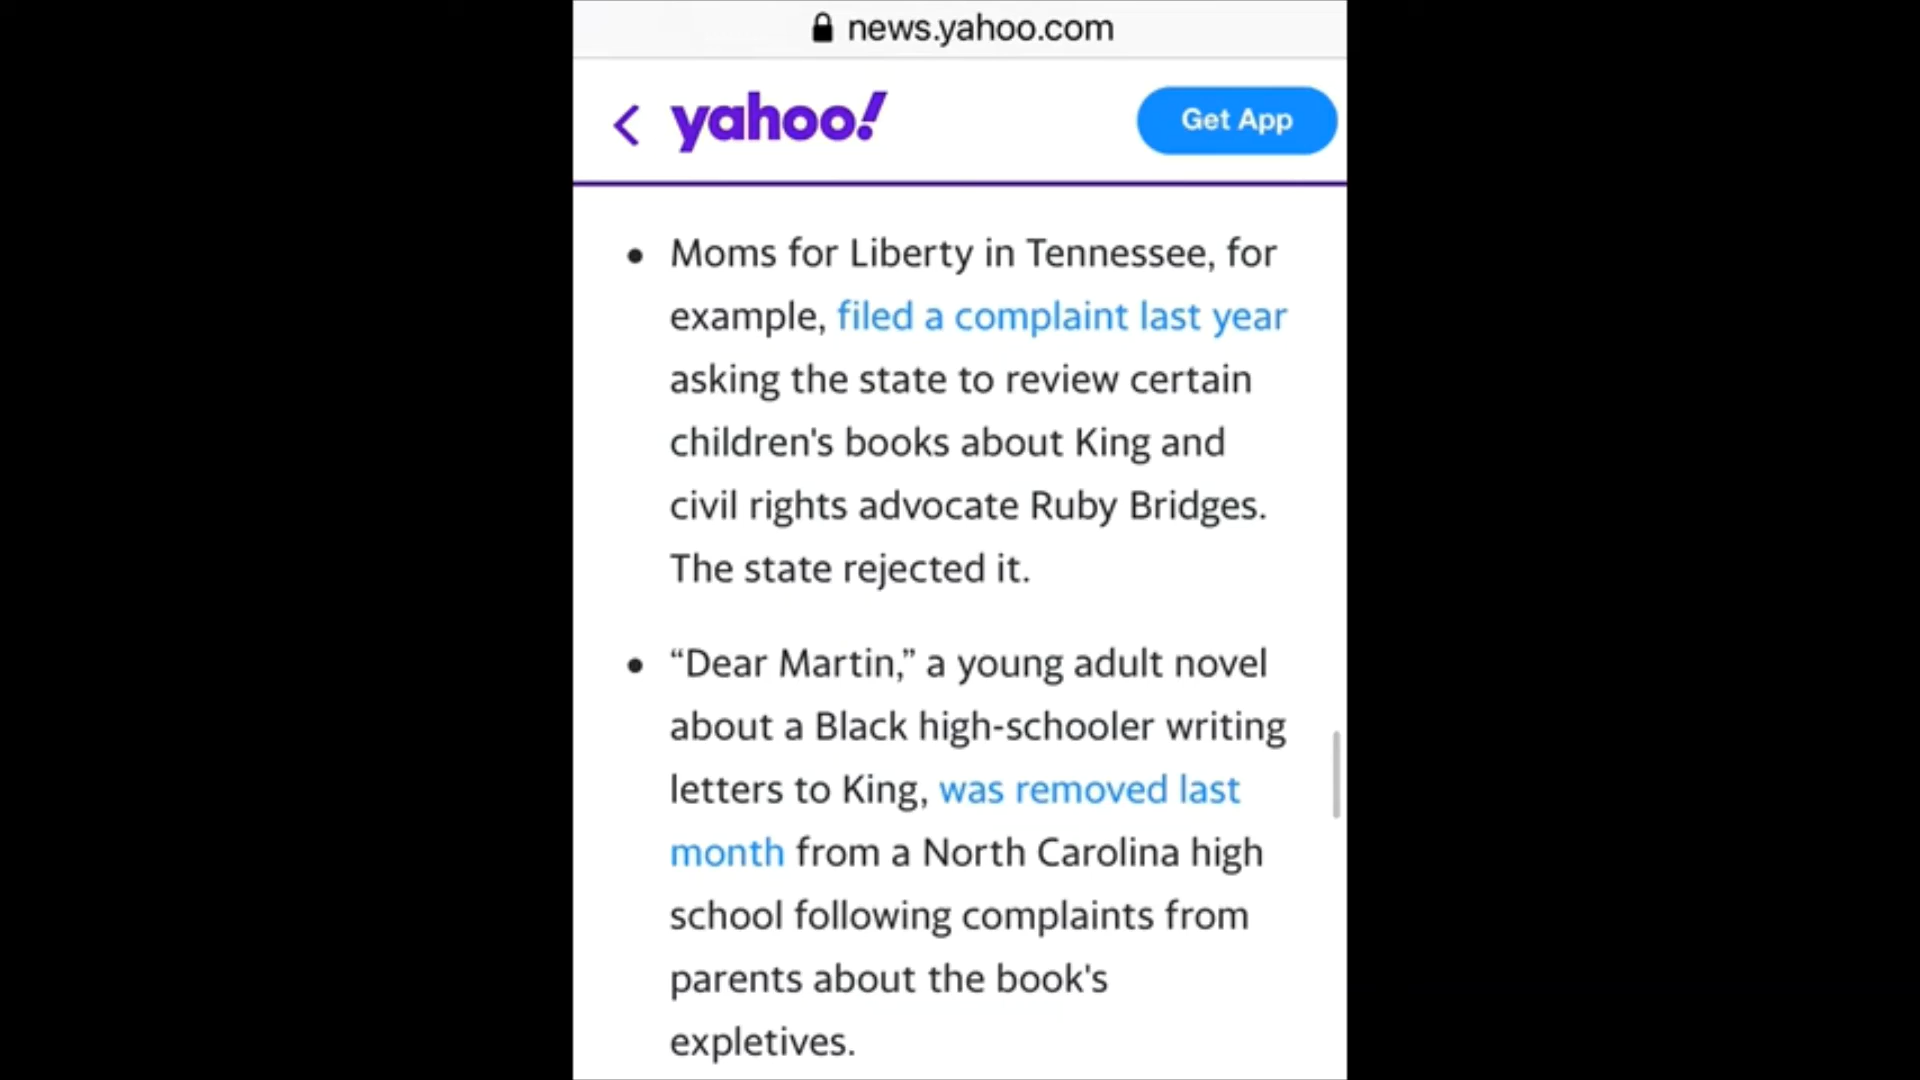 news.yahoo.com
yahoo!
Get App
• Moms for Liberty in Tennessee, for
example, filed a complaint last year
asking the state to review certain
children's books about King and
civil rights advocate Ruby Bridges.
The state rejected it.
• “Dear Martin,” a young adult novel
about a Black high-schooler writing
letters to King, was removed last
month from a North Carolina high
school following complaints from
parents about the book's
expletives.